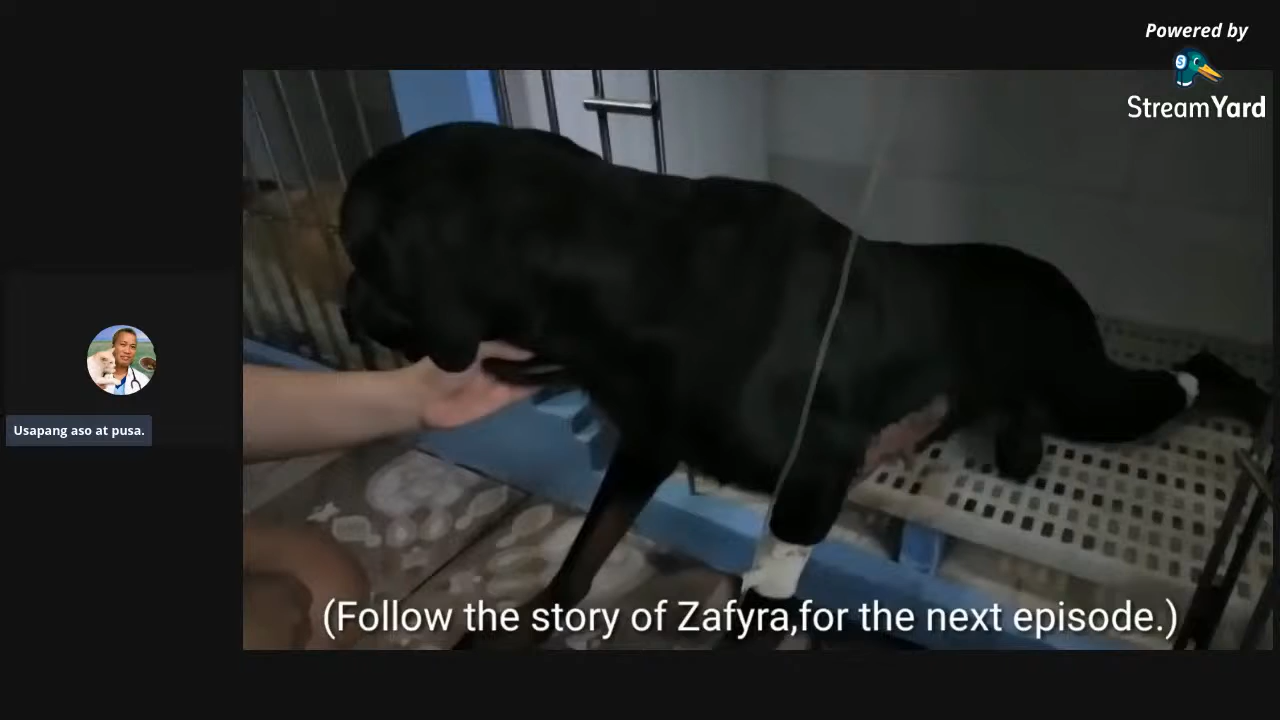 Powered by
StreamYard
Usapang aso at pusa.
(Follow the story of Zafyra,for the next episode.)